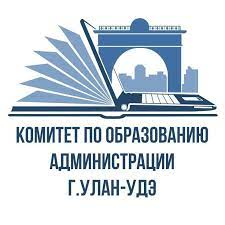 КОМИТЕТ ПО ОБРАЗОВАНИЮ
АДМИНИСТРАЦИИ
Г.УЛАН-УДЭ